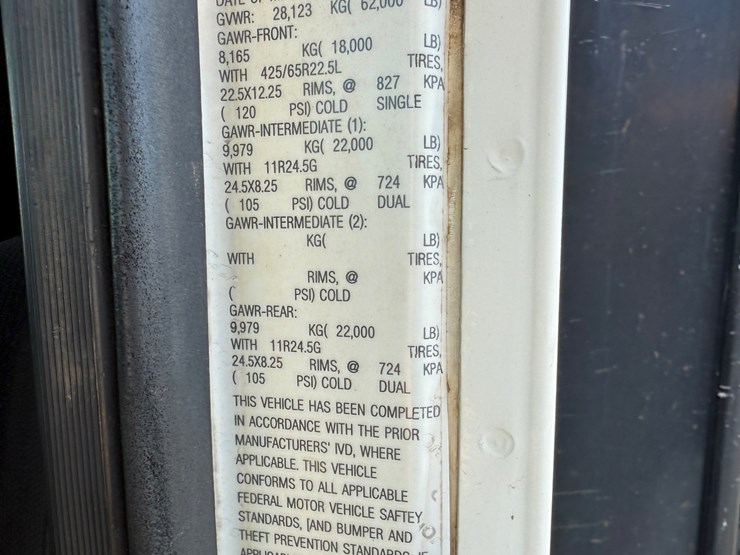 GVWR: 28,123 KG( 62,000 LB)
GAWR-FRONT:
8,165 KG( 18,000 LB)
WITH 425/65R22.5L TIRES,
22.5X12.25 RIMS, @ 827 KPA
( 120 PSI) COLD SINGLE
GAWR-INTERMEDIATE (1):
9,979 KG( 22,000 LB)
WITH 11R24.5G TIRES,
24.5X8.25 RIMS, @ 724 KPA
( 105 PSI) COLD DUAL
GAWR-INTERMEDIATE (2):
KG( LB)
WITH TIRES,
RIMS, @ KPA
( PSI) COLD
GAWR-REAR:
9,979 KG( 22,000 LB)
WITH 11R24.5G TIRES,
24.5X8.25 RIMS, @ 724 KPA
( 105 PSI) COLD DUAL
THIS VEHICLE HAS BEEN COMPLETED
IN ACCORDANCE WITH THE PRIOR
MANUFACTURERS' IVD, WHERE
APPLICABLE. THIS VEHICLE
CONFORMS TO ALL APPLICABLE
FEDERAL MOTOR VEHICLE SAFTEY
STANDARDS, [AND BUMPER AND
THEFT PREVENTION STANDARDS